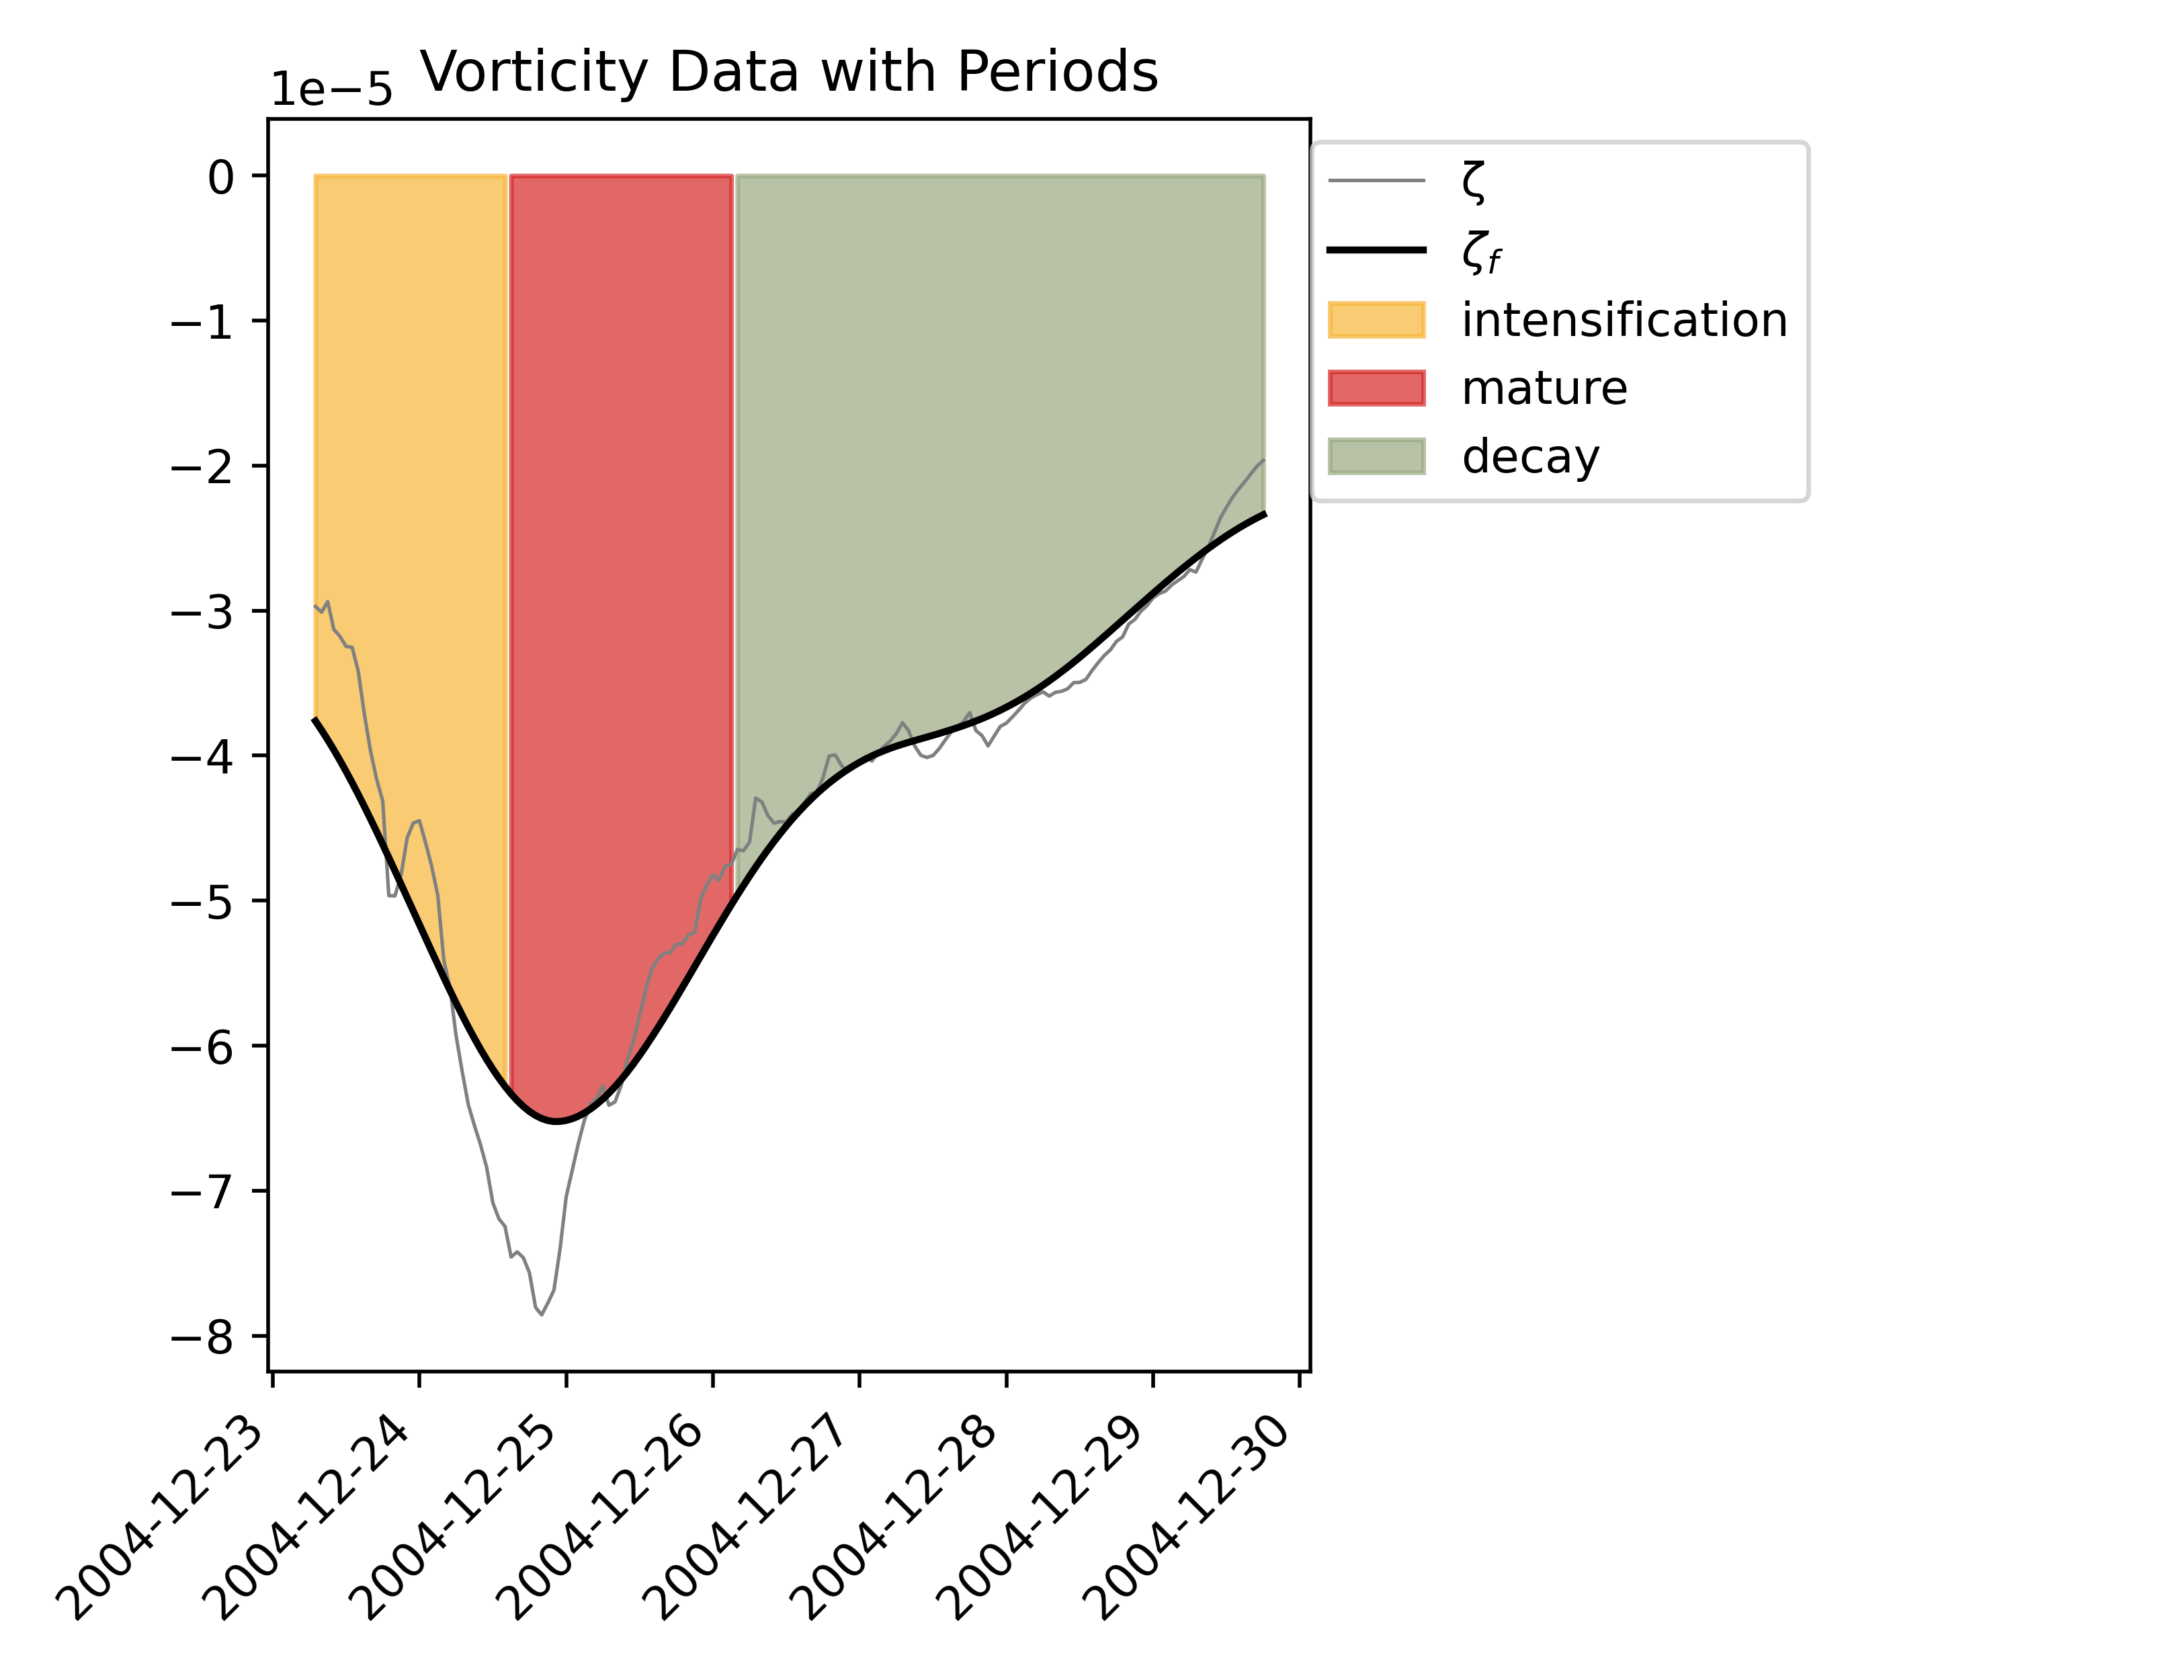 Vorticity Data with Periods
1e−5
0
−1
−2
−3
−4
−5
−6
−7
−8
2004-12-23
2004-12-24
2004-12-25
2004-12-26
2004-12-27
2004-12-28
2004-12-29
2004-12-30
ζ
ζf
intensification
mature
decay